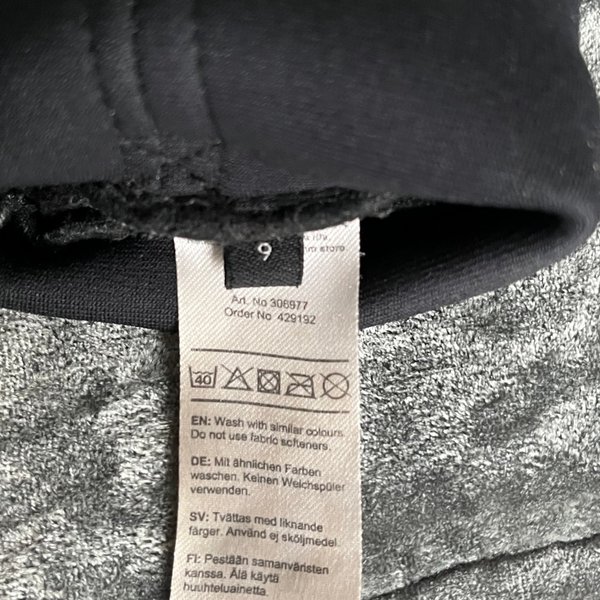 9
m store.
Art. No 306977
Order No 429192
40
EN: Wash with similar colours.
Do not use fabric softeners.
DE: Mit ähnlichen Farben
waschen. Keinen Weichspüler
verwenden.
SV: Tvättas med liknande
färger. Använd ej sköljmedel.
FI: Pestään samanväristen
kanssa. Älä käytä
huuhteluainetta.